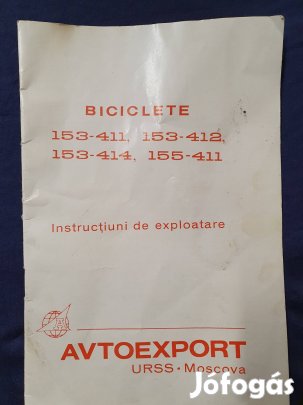 BICICLETE
153-411, 153-412,
153-414, 155-411
Instrucțiuni de exploatare
AVTOEXPORT
URSS • Moscova
Jófogás